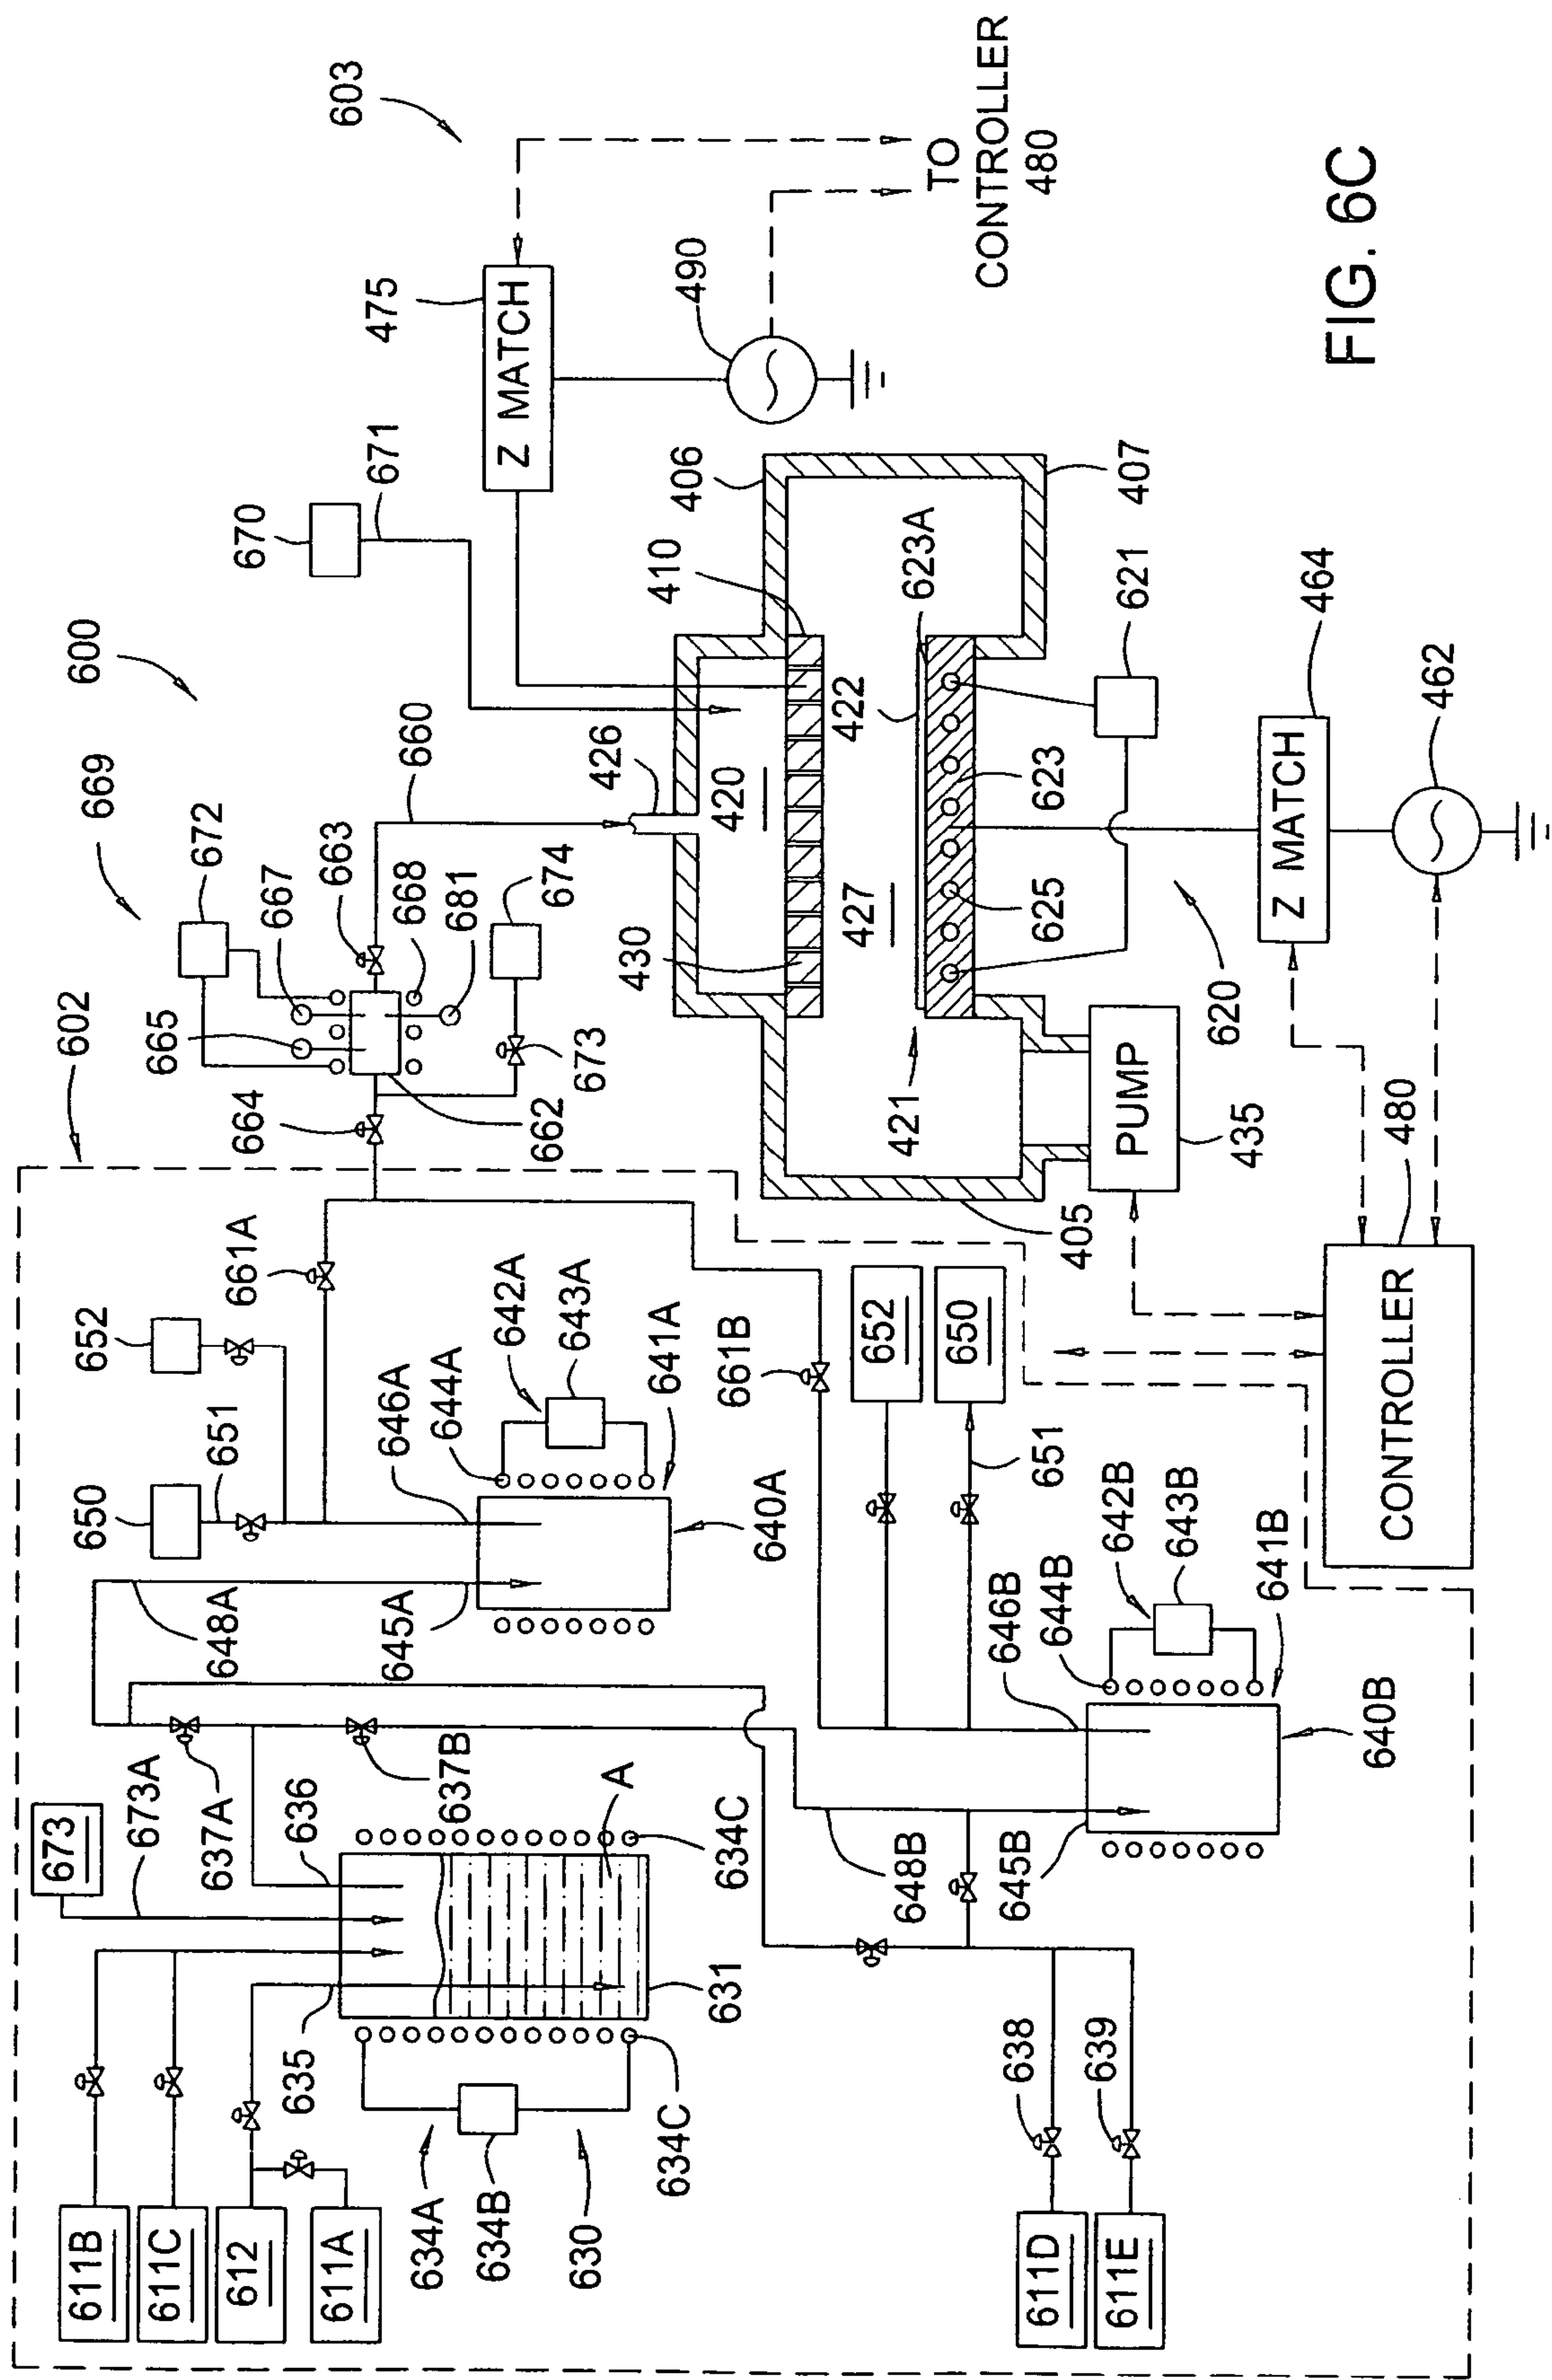 600
603
602
669
672
667
665
663
668
681
674
673
664
662
660
426
670
671
475
Z MATCH
490
TO
CONTROLLER
480
406
410
407
420
430
422
427
421
623A
623
625
621
620
405
PUMP
435
464
Z MATCH
462
480
CONTROLLER
652
661A
650
651
646A
644A
642A
643A
641A
640A
648A
645A
661B
652
650
651
646B
644B
642B
643B
641B
640B
648B
645B
673
673A
637A
636
637B
A
634C
631
635
634C
634A
634B
630
611B
611C
612
611A
638
639
611D
611E
FIG. 6C